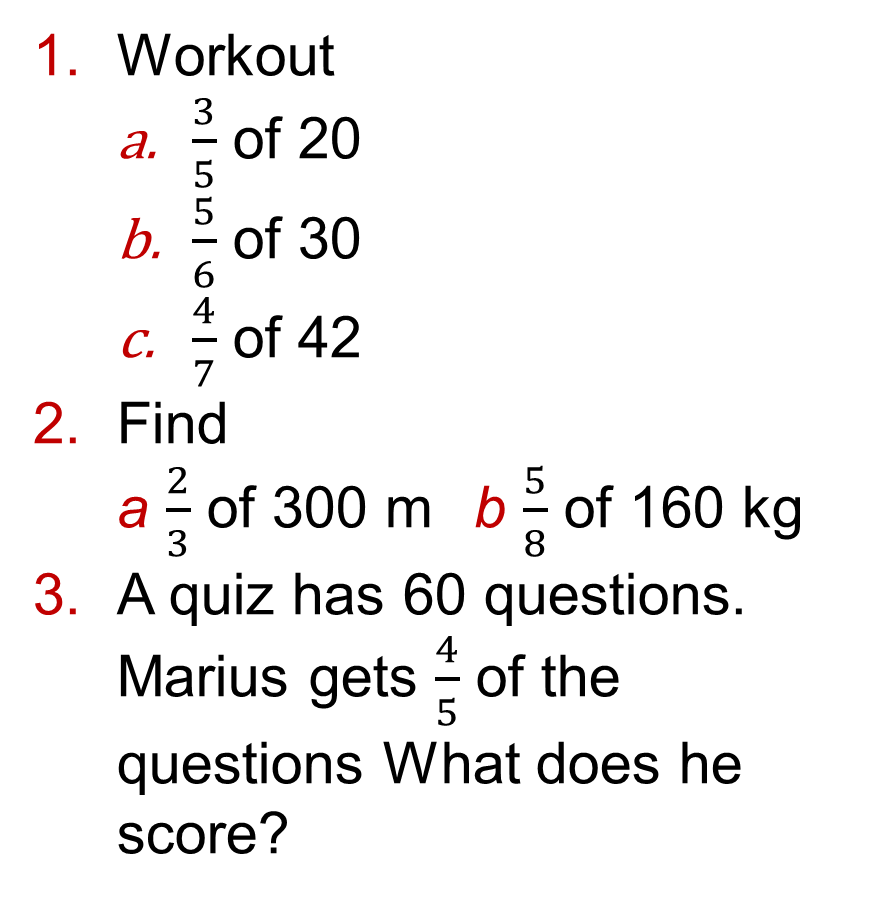 1. Workout
a. 3/5 of 20
b. 5/6 of 30
c. 4/7 of 42
2. Find
a 2/3 of 300 m b 5/8 of 160 kg
3. A quiz has 60 questions.
Marius gets 4/5 of the
questions What does he
score?